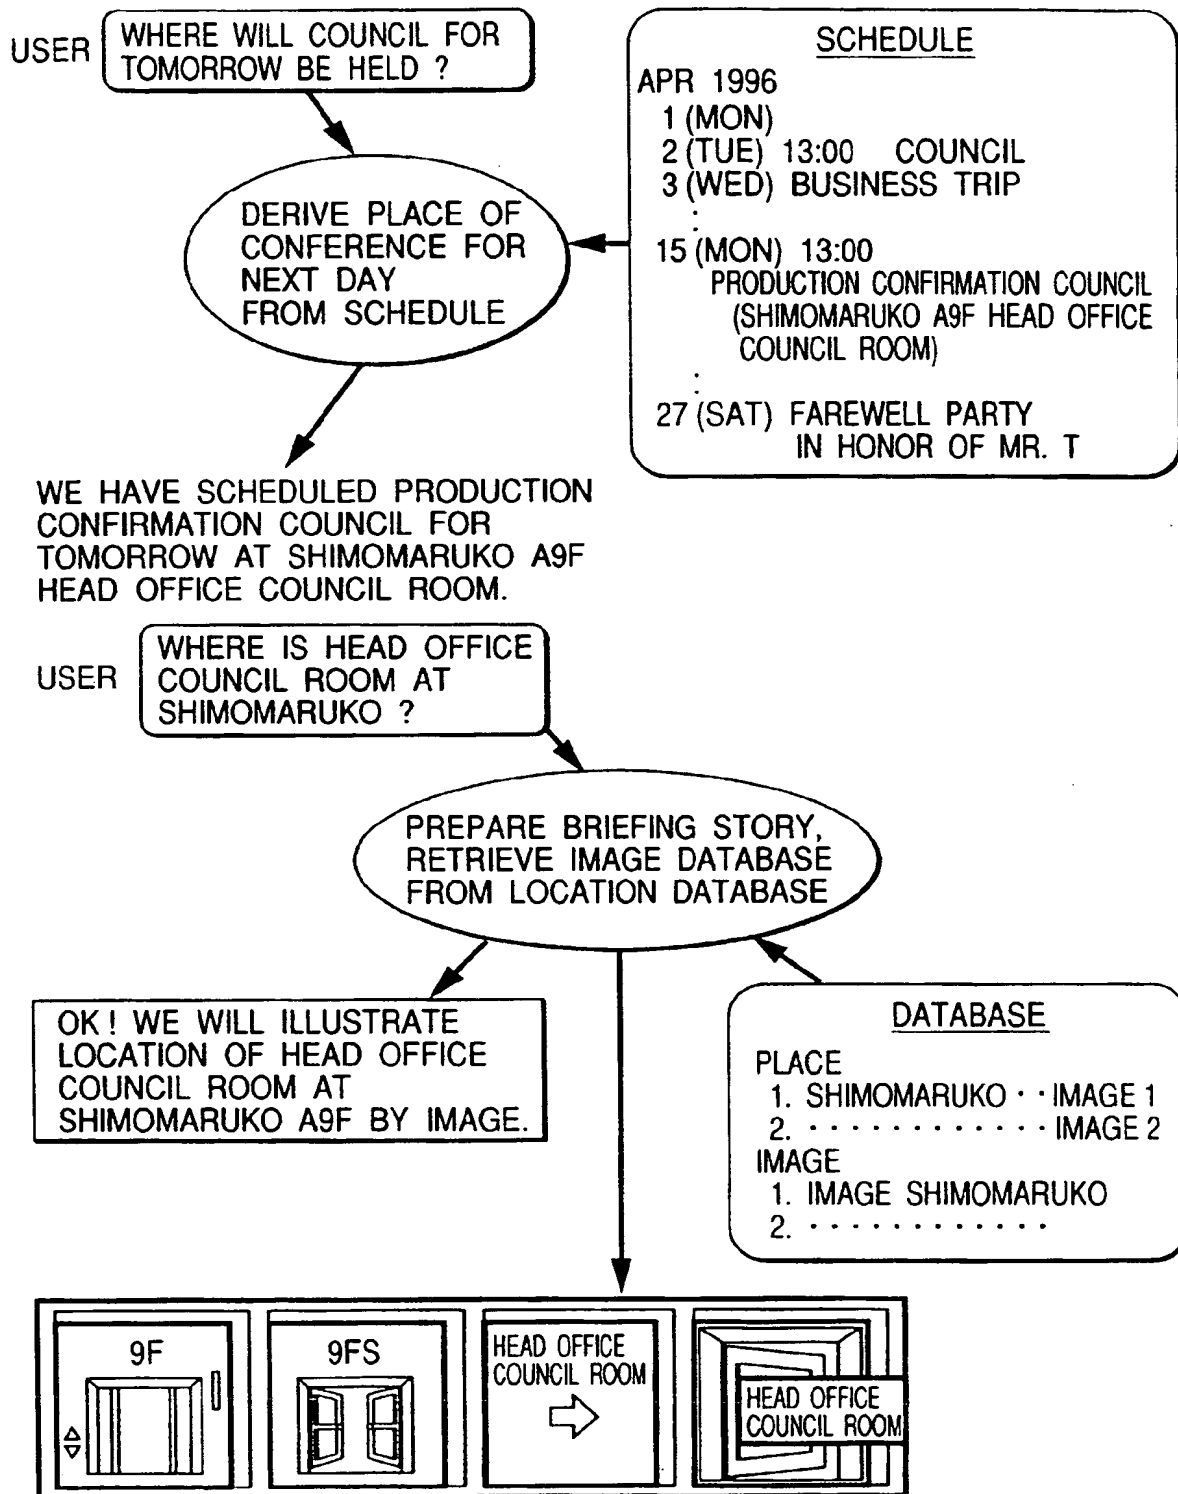 USER
WHERE WILL COUNCIL FOR
TOMORROW BE HELD ?
SCHEDULE
APR 1996
1 (MON)
2 (TUE) 13:00 COUNCIL
3 (WED) BUSINESS TRIP
:
15 (MON) 13:00
PRODUCTION CONFIRMATION COUNCIL
(SHIMOMARUKO A9F HEAD OFFICE
COUNCIL ROOM)
:
27 (SAT) FAREWELL PARTY
IN HONOR OF MR. T
DERIVE PLACE OF
CONFERENCE FOR
NEXT DAY
FROM SCHEDULE
WE HAVE SCHEDULED PRODUCTION
CONFIRMATION COUNCIL FOR
TOMORROW AT SHIMOMARUKO A9F
HEAD OFFICE COUNCIL ROOM.
USER
WHERE IS HEAD OFFICE
COUNCIL ROOM AT
SHIMOMARUKO ?
PREPARE BRIEFING STORY,
RETRIEVE IMAGE DATABASE
FROM LOCATION DATABASE
OK ! WE WILL ILLUSTRATE
LOCATION OF HEAD OFFICE
COUNCIL ROOM AT
SHIMOMARUKO A9F BY IMAGE.
DATABASE
PLACE
1. SHIMOMARUKO · · IMAGE 1
2. · · · · · · · · · · · · · IMAGE 2
IMAGE
1. IMAGE SHIMOMARUKO
2. · · · · · · · · · · · · ·
9F
9FS
HEAD OFFICE
COUNCIL ROOM
HEAD OFFICE
COUNCIL ROOM